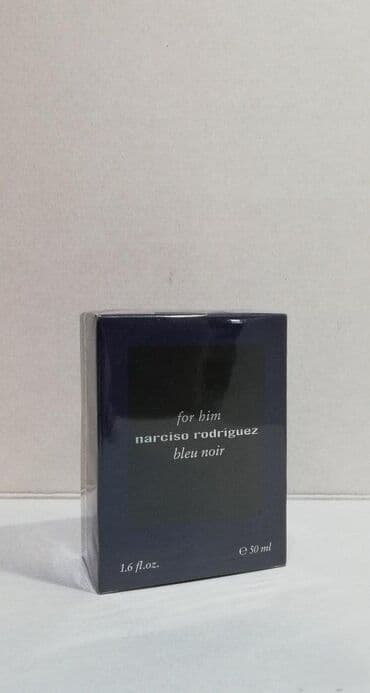 for him
narciso rodriguez
bleu noir
1.6 fl.oz. ℮ 50 ml